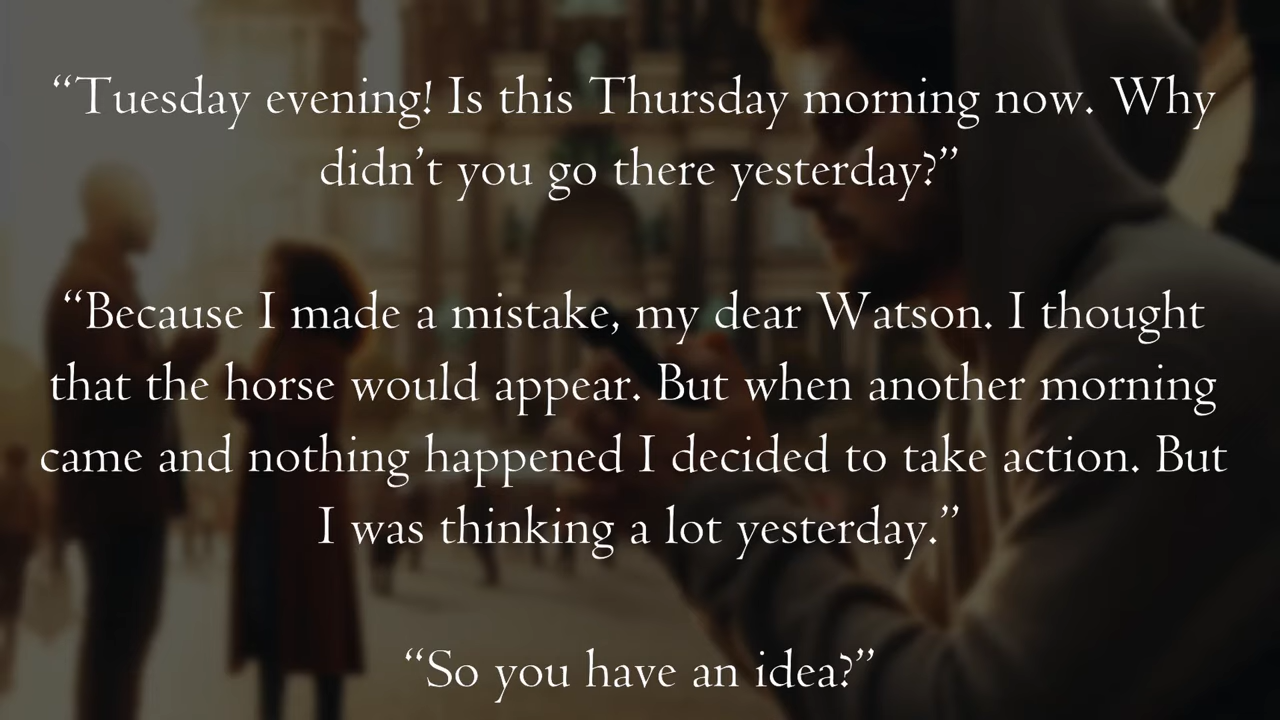 “Tuesday evening! Is this Thursday morning now. Why
didn’t you go there yesterday?”
“Because I made a mistake, my dear Watson. I thought
that the horse would appear. But when another morning
came and nothing happened I decided to take action. But
I was thinking a lot yesterday.”
“So you have an idea?”